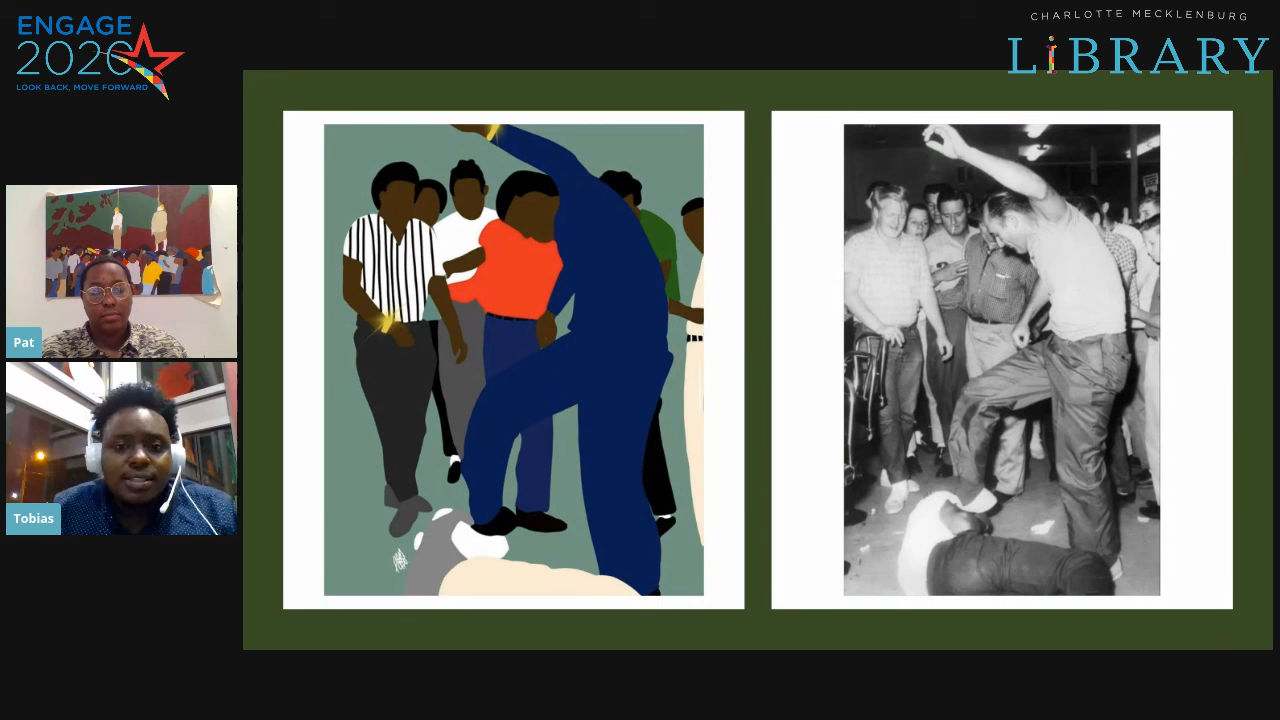 ENGAGE
2020
LOOK BACK, MOVE FORWARD
CHARLOTTE MECKLENBURG
LiBRARY
Pat
Tobias